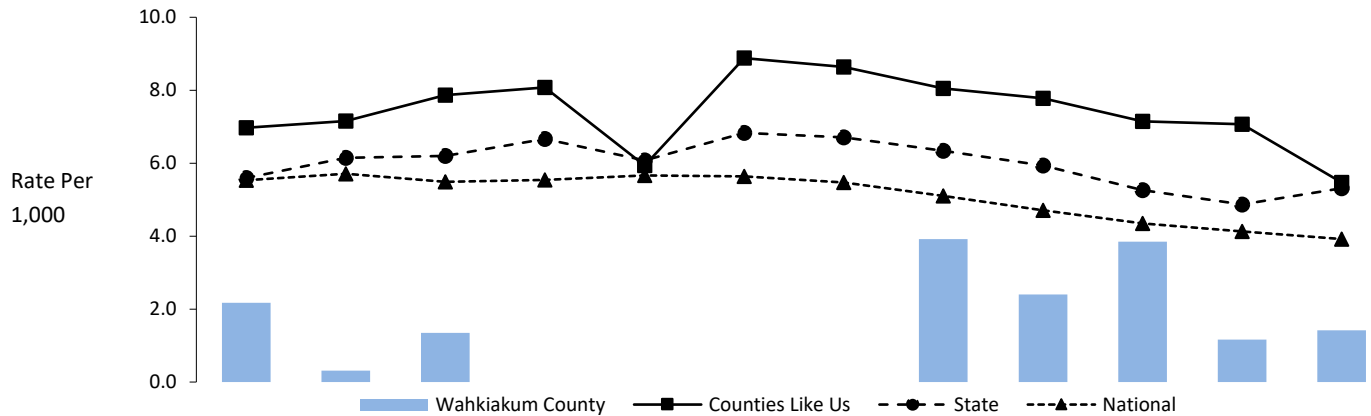 10.0
8.0
6.0
4.0
2.0
0.0
Rate Per
1,000
Wahkiakum County
Counties Like Us
State
National